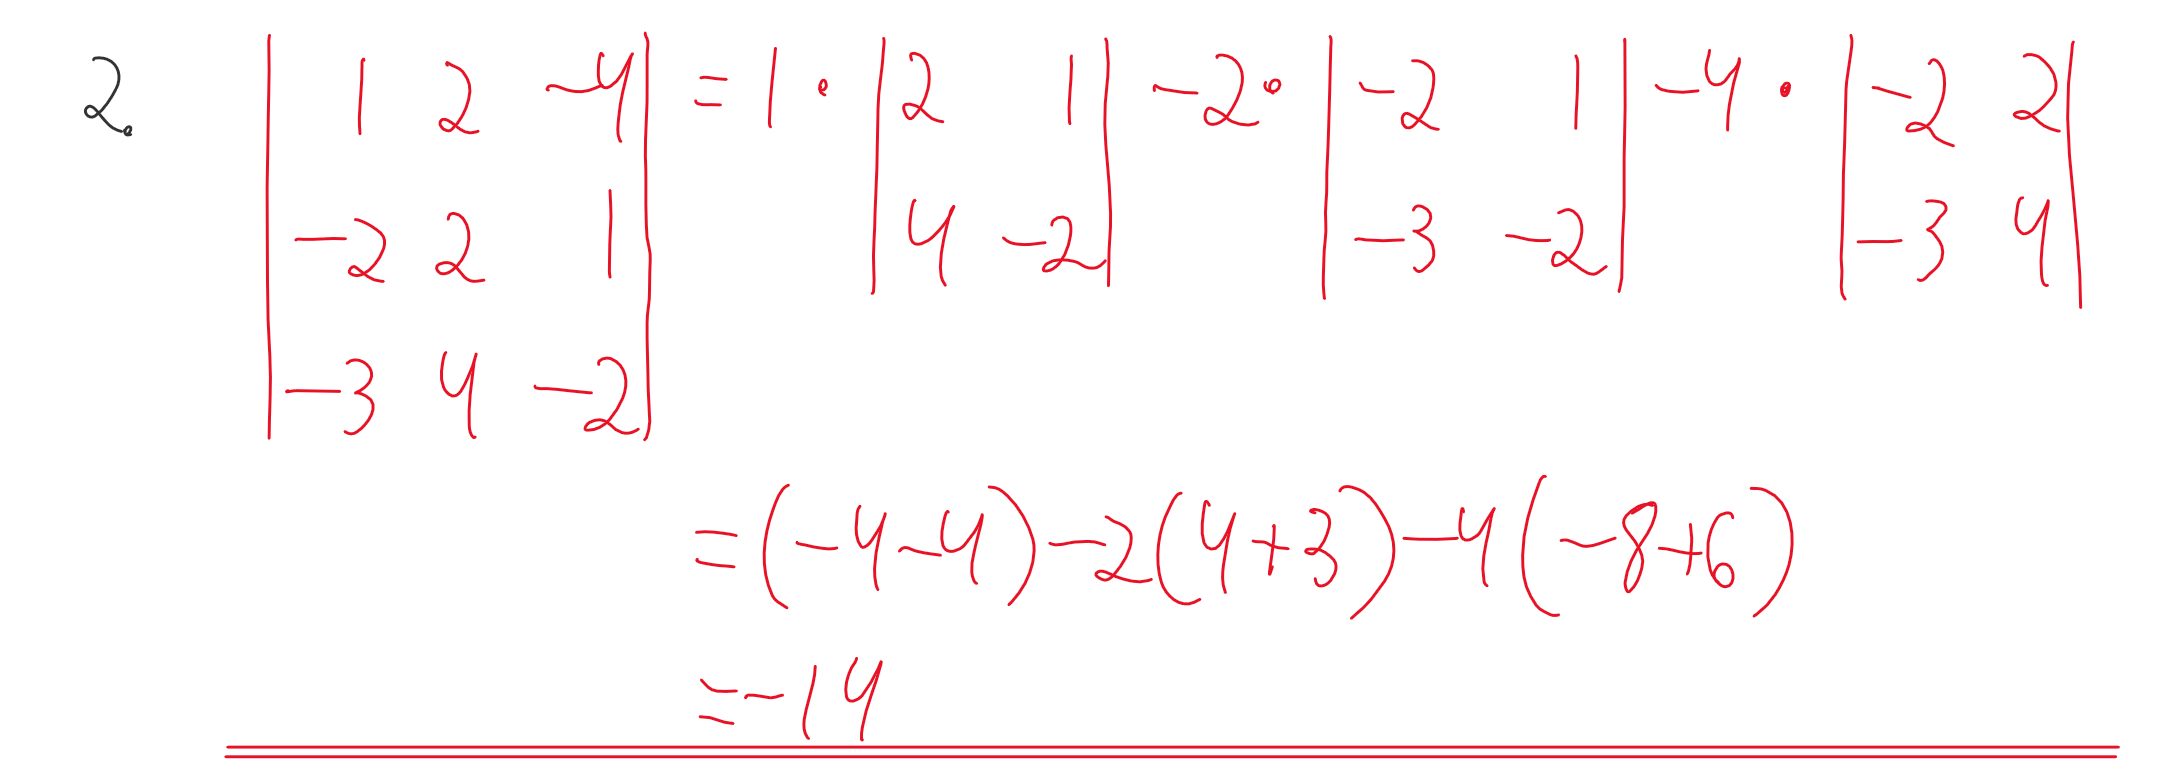 2. | 1 2 -4 | = 1 · | 2 1 | -2 · | -2 1 | -4 · | -2 2 |
| -2 2 1 | | 4 -2 | | -3 -2 | | -3 4 |
| -3 4 -2 |
= (-4-4) -2(4+3) -4(-8+6)
= -14